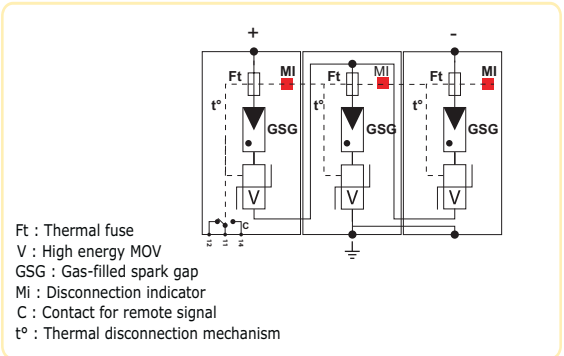 + -
Ft MI Ft MI Ft MI
t° t° t°
GSG GSG GSG
V V V
C
12 11 14
Ft : Thermal fuse
V : High energy MOV
GSG : Gas-filled spark gap
Mi : Disconnection indicator
C : Contact for remote signal
t° : Thermal disconnection mechanism